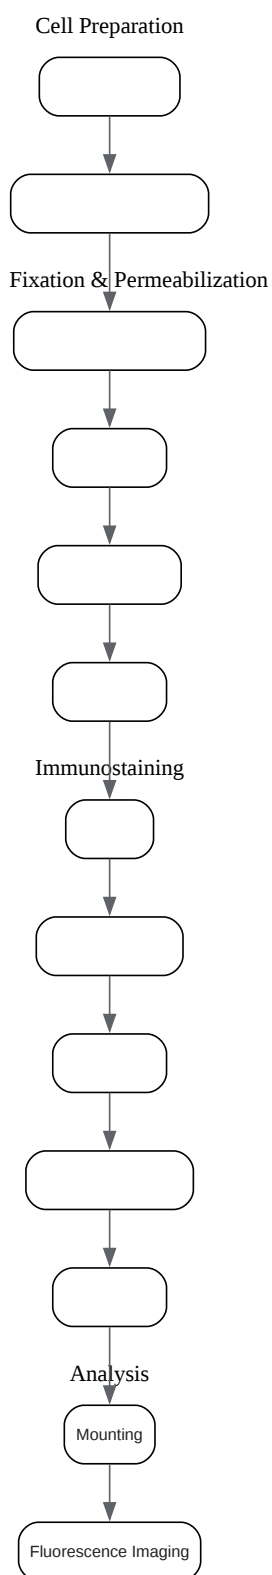 Cell Preparation
Fixation & Permeabilization
Immunostaining
Analysis
Mounting
Fluorescence Imaging